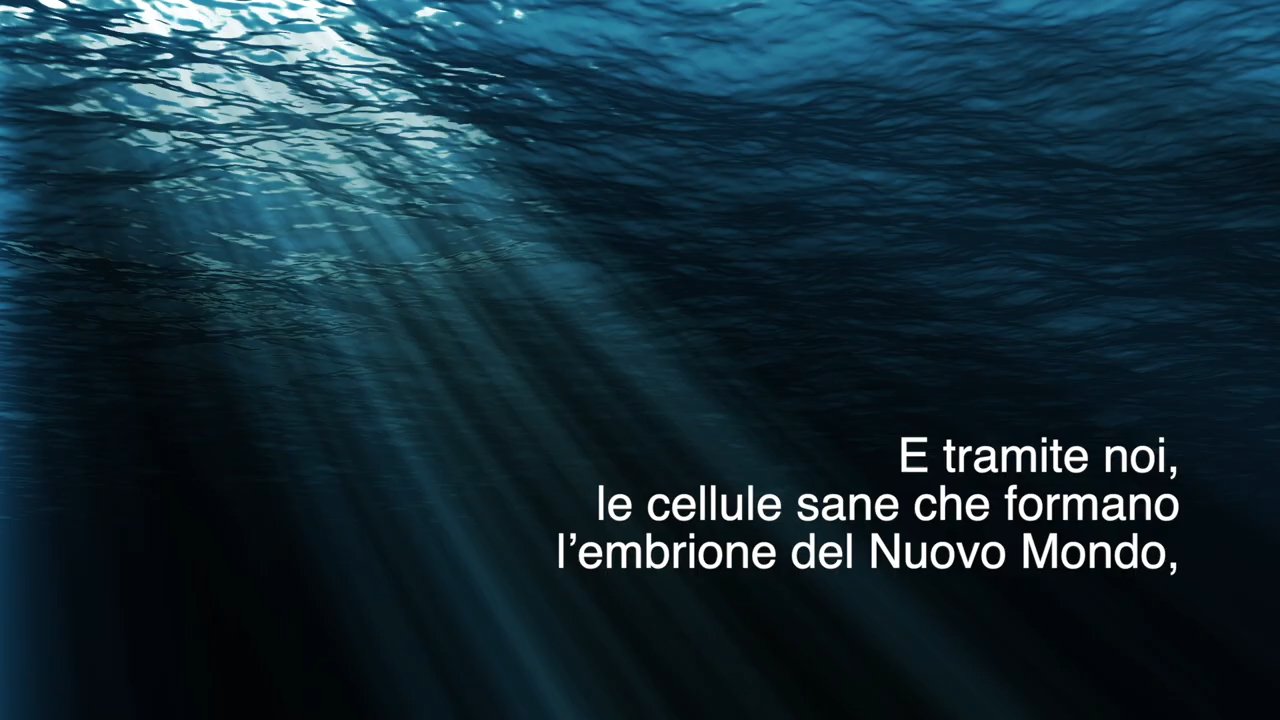 E tramite noi,
le cellule sane che formano
l’embrione del Nuovo Mondo,